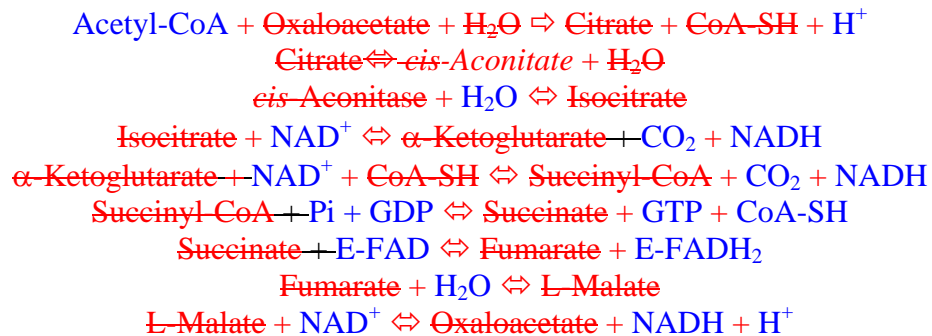 Acetyl-CoA + Oxaloacetate + H₂O ⇨ Citrate + CoA-SH + H⁺
Citrate ⇔ cis-Aconitate + H₂O
cis-Aconitase + H₂O ⇔ Isocitrate
Isocitrate + NAD⁺ ⇔ α-Ketoglutarate + CO₂ + NADH
α-Ketoglutarate + NAD⁺ + CoA-SH ⇔ Succinyl-CoA + CO₂ + NADH
Succinyl-CoA + Pi + GDP ⇔ Succinate + GTP + CoA-SH
Succinate + E-FAD ⇔ Fumarate + E-FADH₂
Fumarate + H₂O ⇔ L-Malate
L-Malate + NAD⁺ ⇔ Oxaloacetate + NADH + H⁺